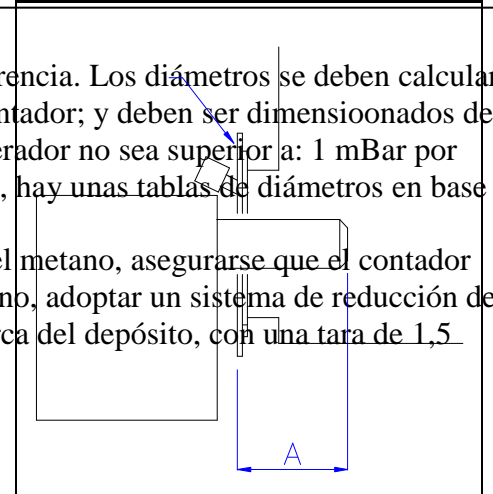 rencia. Los diámetros se deben calcular
ntador; y deben ser dimensioonados de
erador no sea superior a: 1 mBar por
, hay unas tablas de diámetros en base
el metano, asegurarse que el contador
no, adoptar un sistema de reducción de
rca del depósito, con una tara de 1,5
A